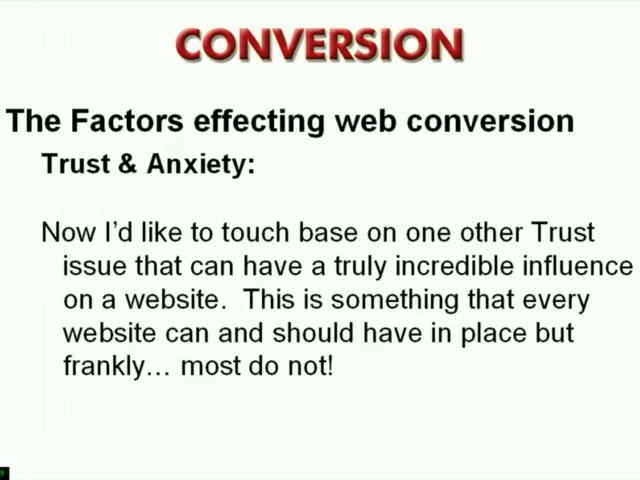 CONVERSION
The Factors effecting web conversion
Trust & Anxiety:
Now I'd like to touch base on one other Trust
issue that can have a truly incredible influence
on a website.  This is something that every
website can and should have in place but
frankly… most do not!